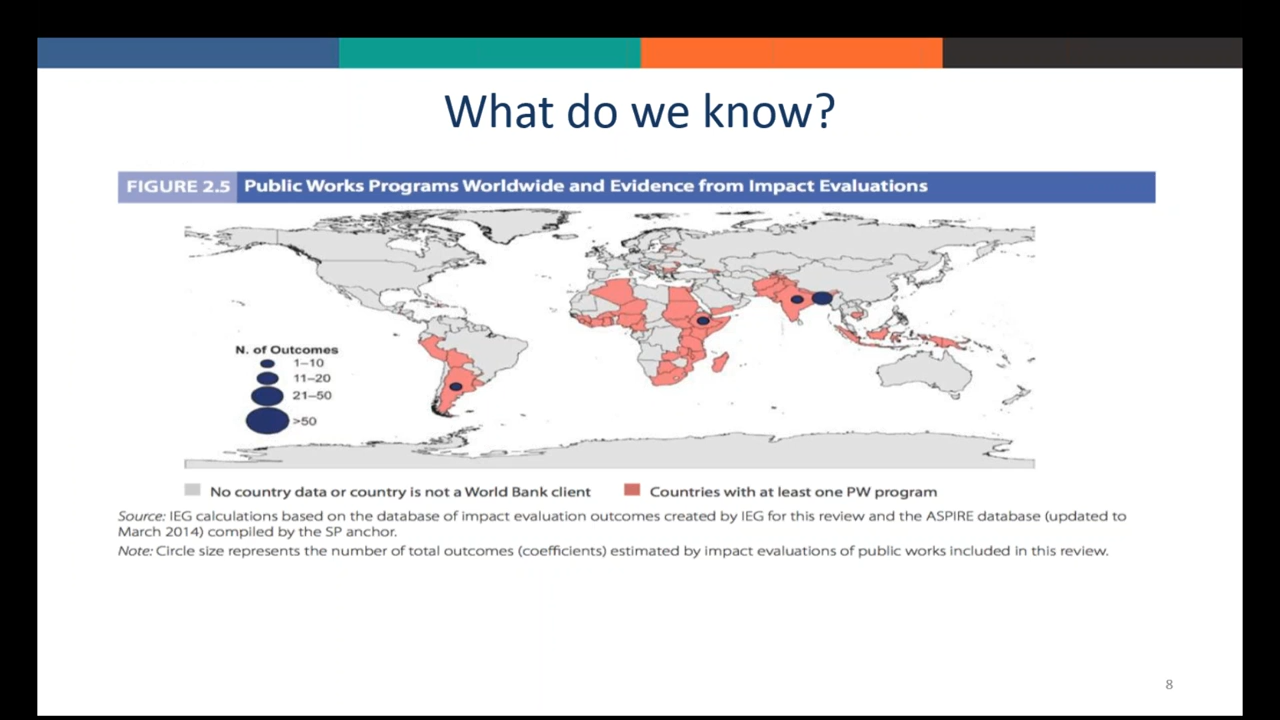 What do we know?
FIGURE 2.5 Public Works Programs Worldwide and Evidence from Impact Evaluations
N. of Outcomes
1–10
11–20
21–50
>50
No country data or country is not a World Bank client
Countries with at least one PW program
Source: IEG calculations based on the database of impact evaluation outcomes created by IEG for this review and the ASPIRE database (updated to
March 2014) compiled by the SP anchor.
Note: Circle size represents the number of total outcomes (coefficients) estimated by impact evaluations of public works included in this review.
8